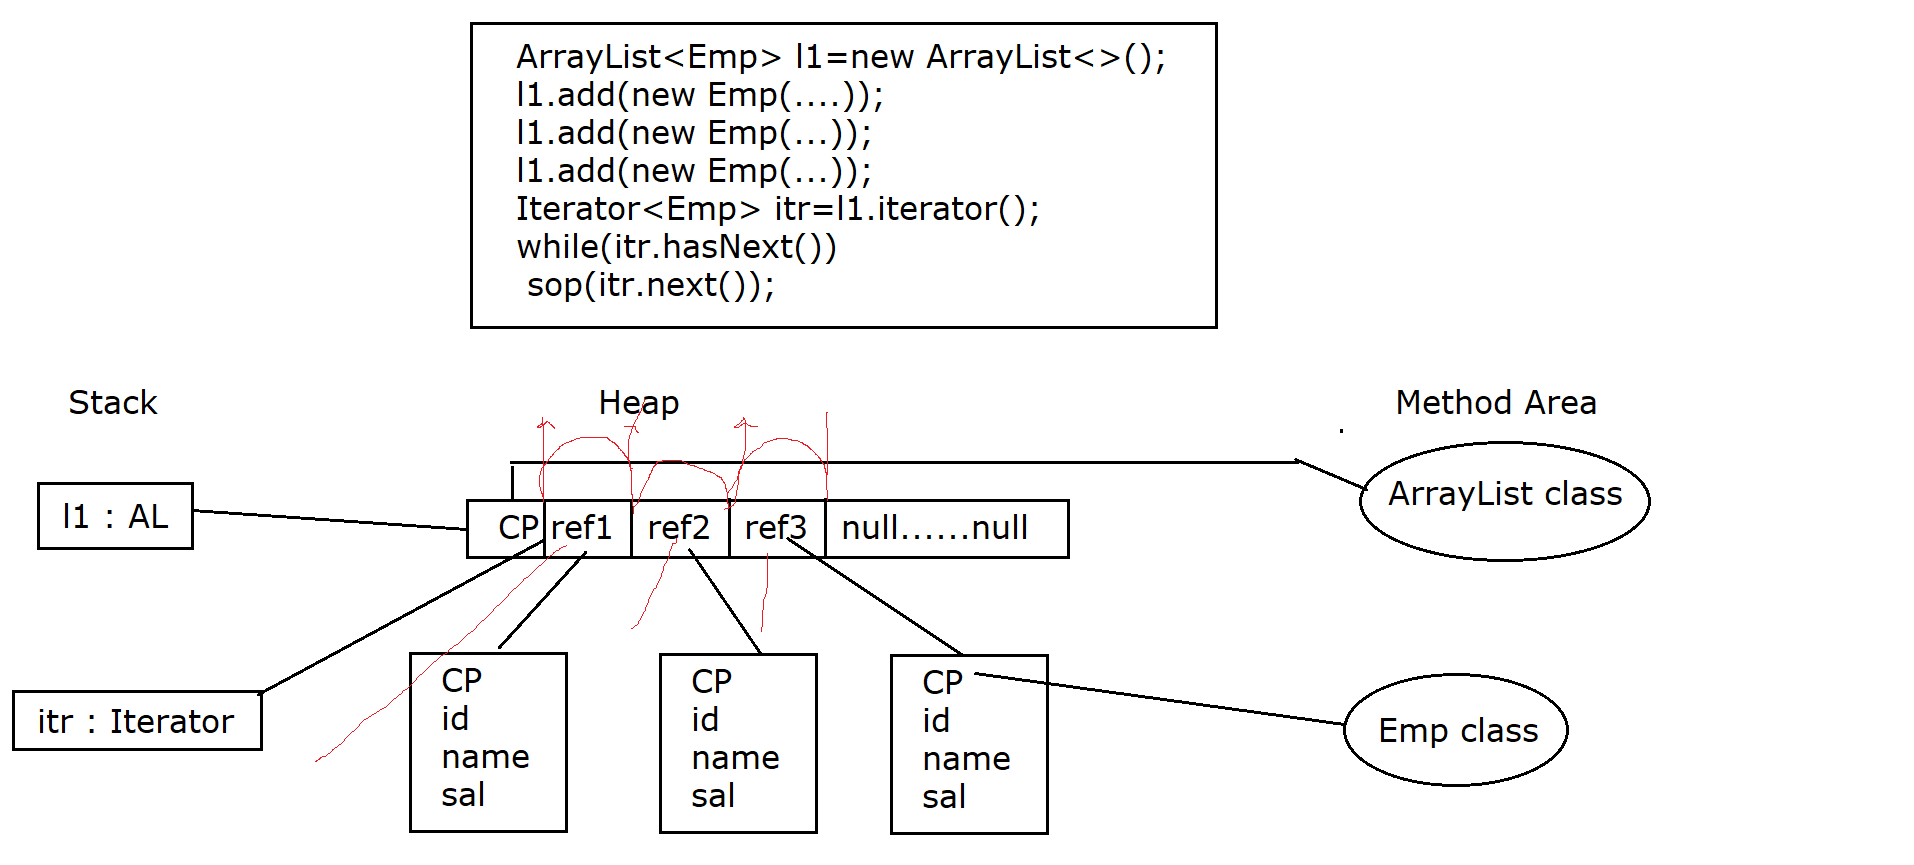 ArrayList<Emp> l1=new ArrayList<>();
l1.add(new Emp(....));
l1.add(new Emp(...));
l1.add(new Emp(...));
Iterator<Emp> itr=l1.iterator();
while(itr.hasNext())
sop(itr.next());
Stack
Heap
Method Area
l1 : AL
CP ref1 ref2 ref3 null......null
ArrayList class
itr : Iterator
CP
id
name
sal
CP
id
name
sal
CP
id
name
sal
Emp class